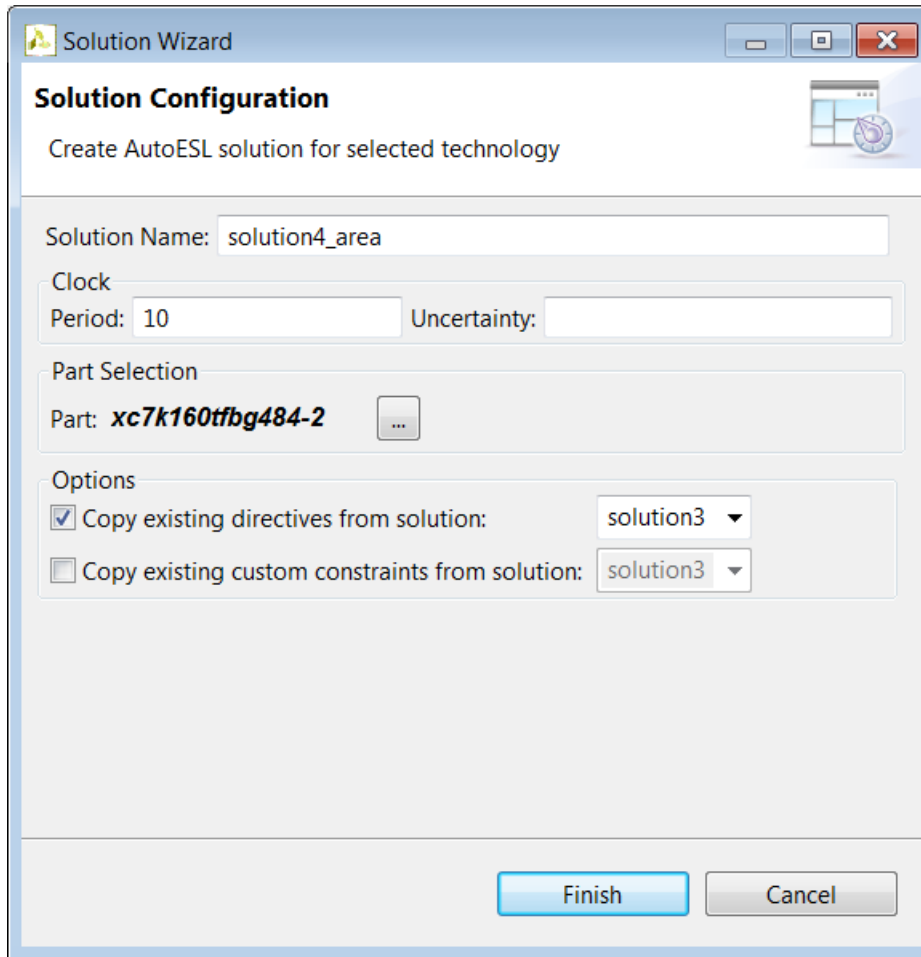 Solution Wizard
Solution Configuration
Create AutoESL solution for selected technology
Solution Name: solution4_area
Clock
Period: 10 Uncertainty:
Part Selection
Part: xc7k160tfbg484-2 ...
Options
Copy existing directives from solution: solution3
Copy existing custom constraints from solution: solution3
Finish Cancel